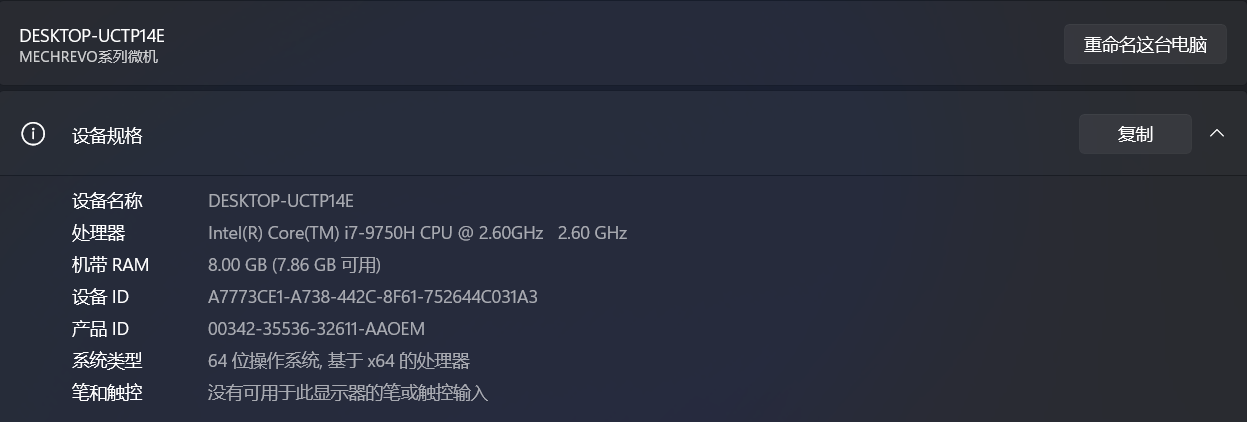 DESKTOP-UCTP14E
MECHREVO系列微机
重命名这台电脑
设备规格
复制
设备名称 DESKTOP-UCTP14E
处理器 Intel(R) Core(TM) i7-9750H CPU @ 2.60GHz 2.60 GHz
机带 RAM 8.00 GB (7.86 GB 可用)
设备 ID A7773CE1-A738-442C-8F61-752644C031A3
产品 ID 00342-35536-32611-AAOEM
系统类型 64 位操作系统, 基于 x64 的处理器
笔和触控 没有可用于此显示器的笔或触控输入